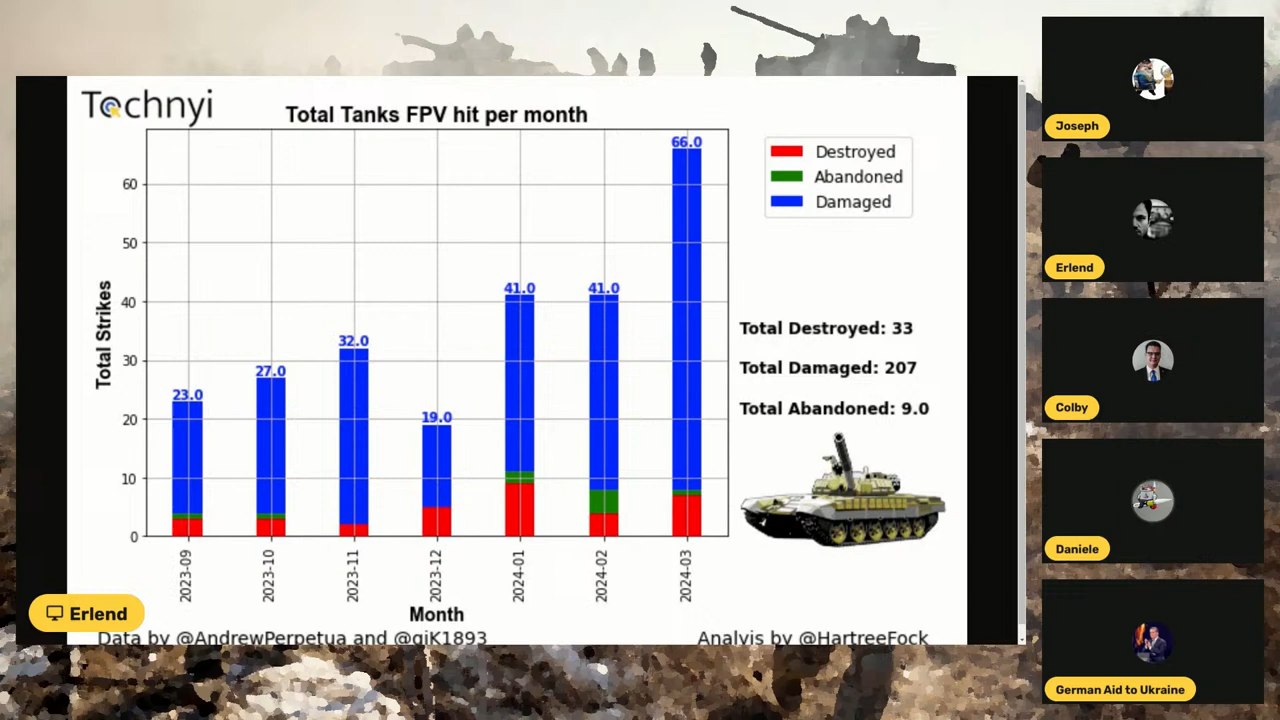 Technyi
Total Tanks FPV hit per month
Total Strikes
60
50
40
30
20
10
0
23.0
27.0
32.0
19.0
41.0
41.0
66.0
2023-09
2023-10
2023-11
2023-12
2024-01
2024-02
2024-03
Month
Destroyed
Abandoned
Damaged
Total Destroyed: 33
Total Damaged: 207
Total Abandoned: 9.0
Data by @AndrewPerpetua and @giK1893
Analyis by @HartreeFock
Erlend
Joseph
Erlend
Colby
Daniele
German Aid to Ukraine